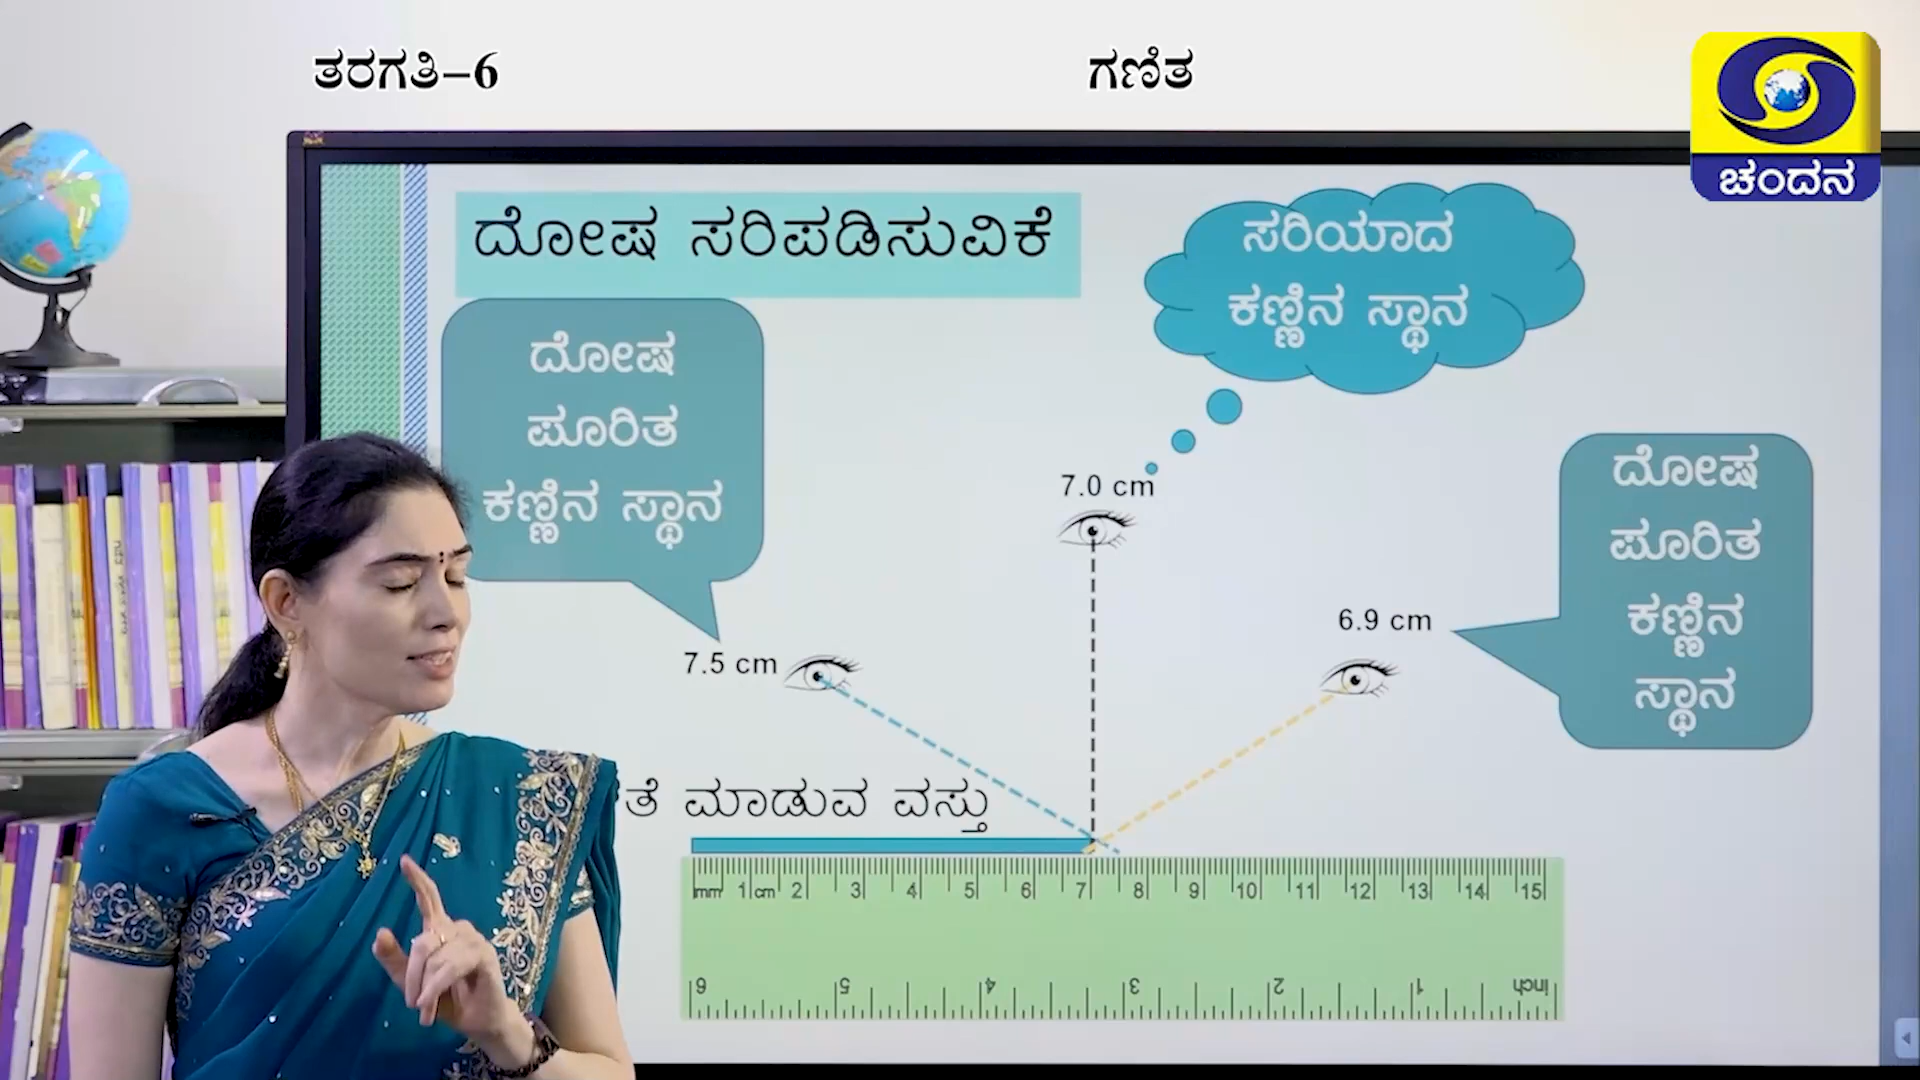 ತರಗತಿ–6
ಗಣಿತ
ಚಂದನ
ದೋಷ ಸರಿಪಡಿಸುವಿಕೆ
ಸರಿಯಾದ
ಕಣ್ಣಿನ ಸ್ಥಾನ
ದೋಷ
ಪೂರಿತ
ಕಣ್ಣಿನ ಸ್ಥಾನ
7.0 cm
ದೋಷ
ಪೂರಿತ
ಕಣ್ಣಿನ
ಸ್ಥಾನ
6.9 cm
7.5 cm
ಮಾಡುವ ವಸ್ತು
mm 1 cm 2 3 4 5 6 7 8 9 10 11 12 13 14 15
6 5 4 3 2 1 inch